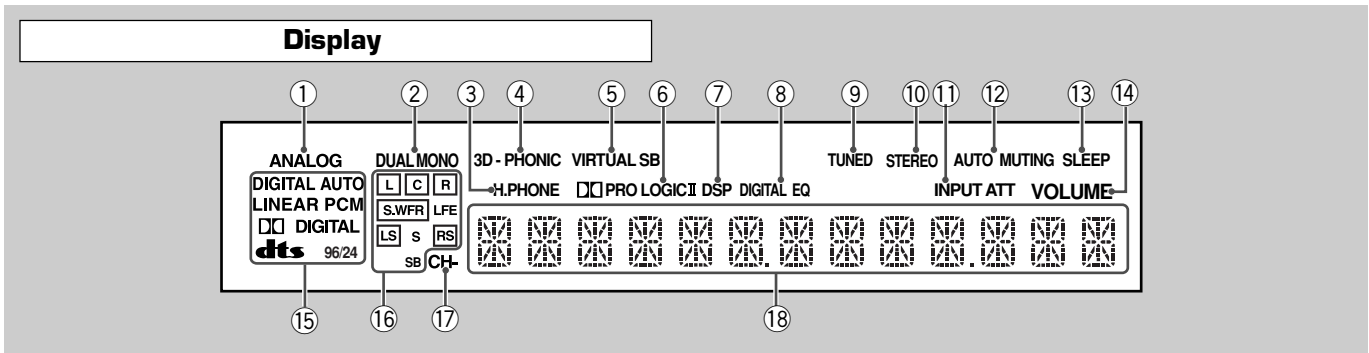 Display
① ② ③ ④ ⑤ ⑥ ⑦ ⑧ ⑨ ⑩ ⑪ ⑫ ⑬ ⑭
ANALOG DUAL MONO 3D - PHONIC VIRTUAL SB TUNED STEREO AUTO MUTING SLEEP
DIGITAL AUTO L C R H.PHONE PRO LOGIC II DSP DIGITAL EQ INPUT ATT VOLUME
LINEAR PCM S.WFR LFE
DIGITAL LS S RS
dts 96/24 SB CH-
⑮ ⑯ ⑰ ⑱